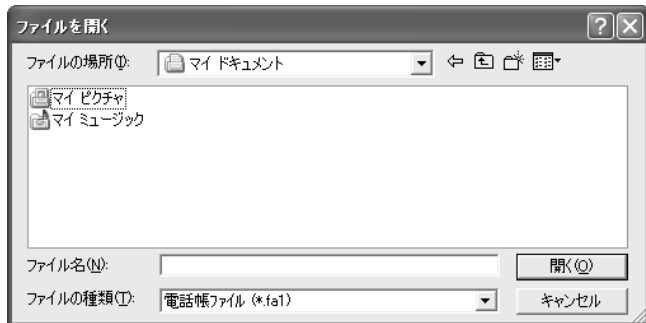 ファイルを開く
ファイルの場所(I): マイ ドキュメント
マイ ピクチャ
マイ ミュージック
ファイル名(N): 開く(O)
ファイルの種類(T): 電話帳ファイル (*.fa1) キャンセル